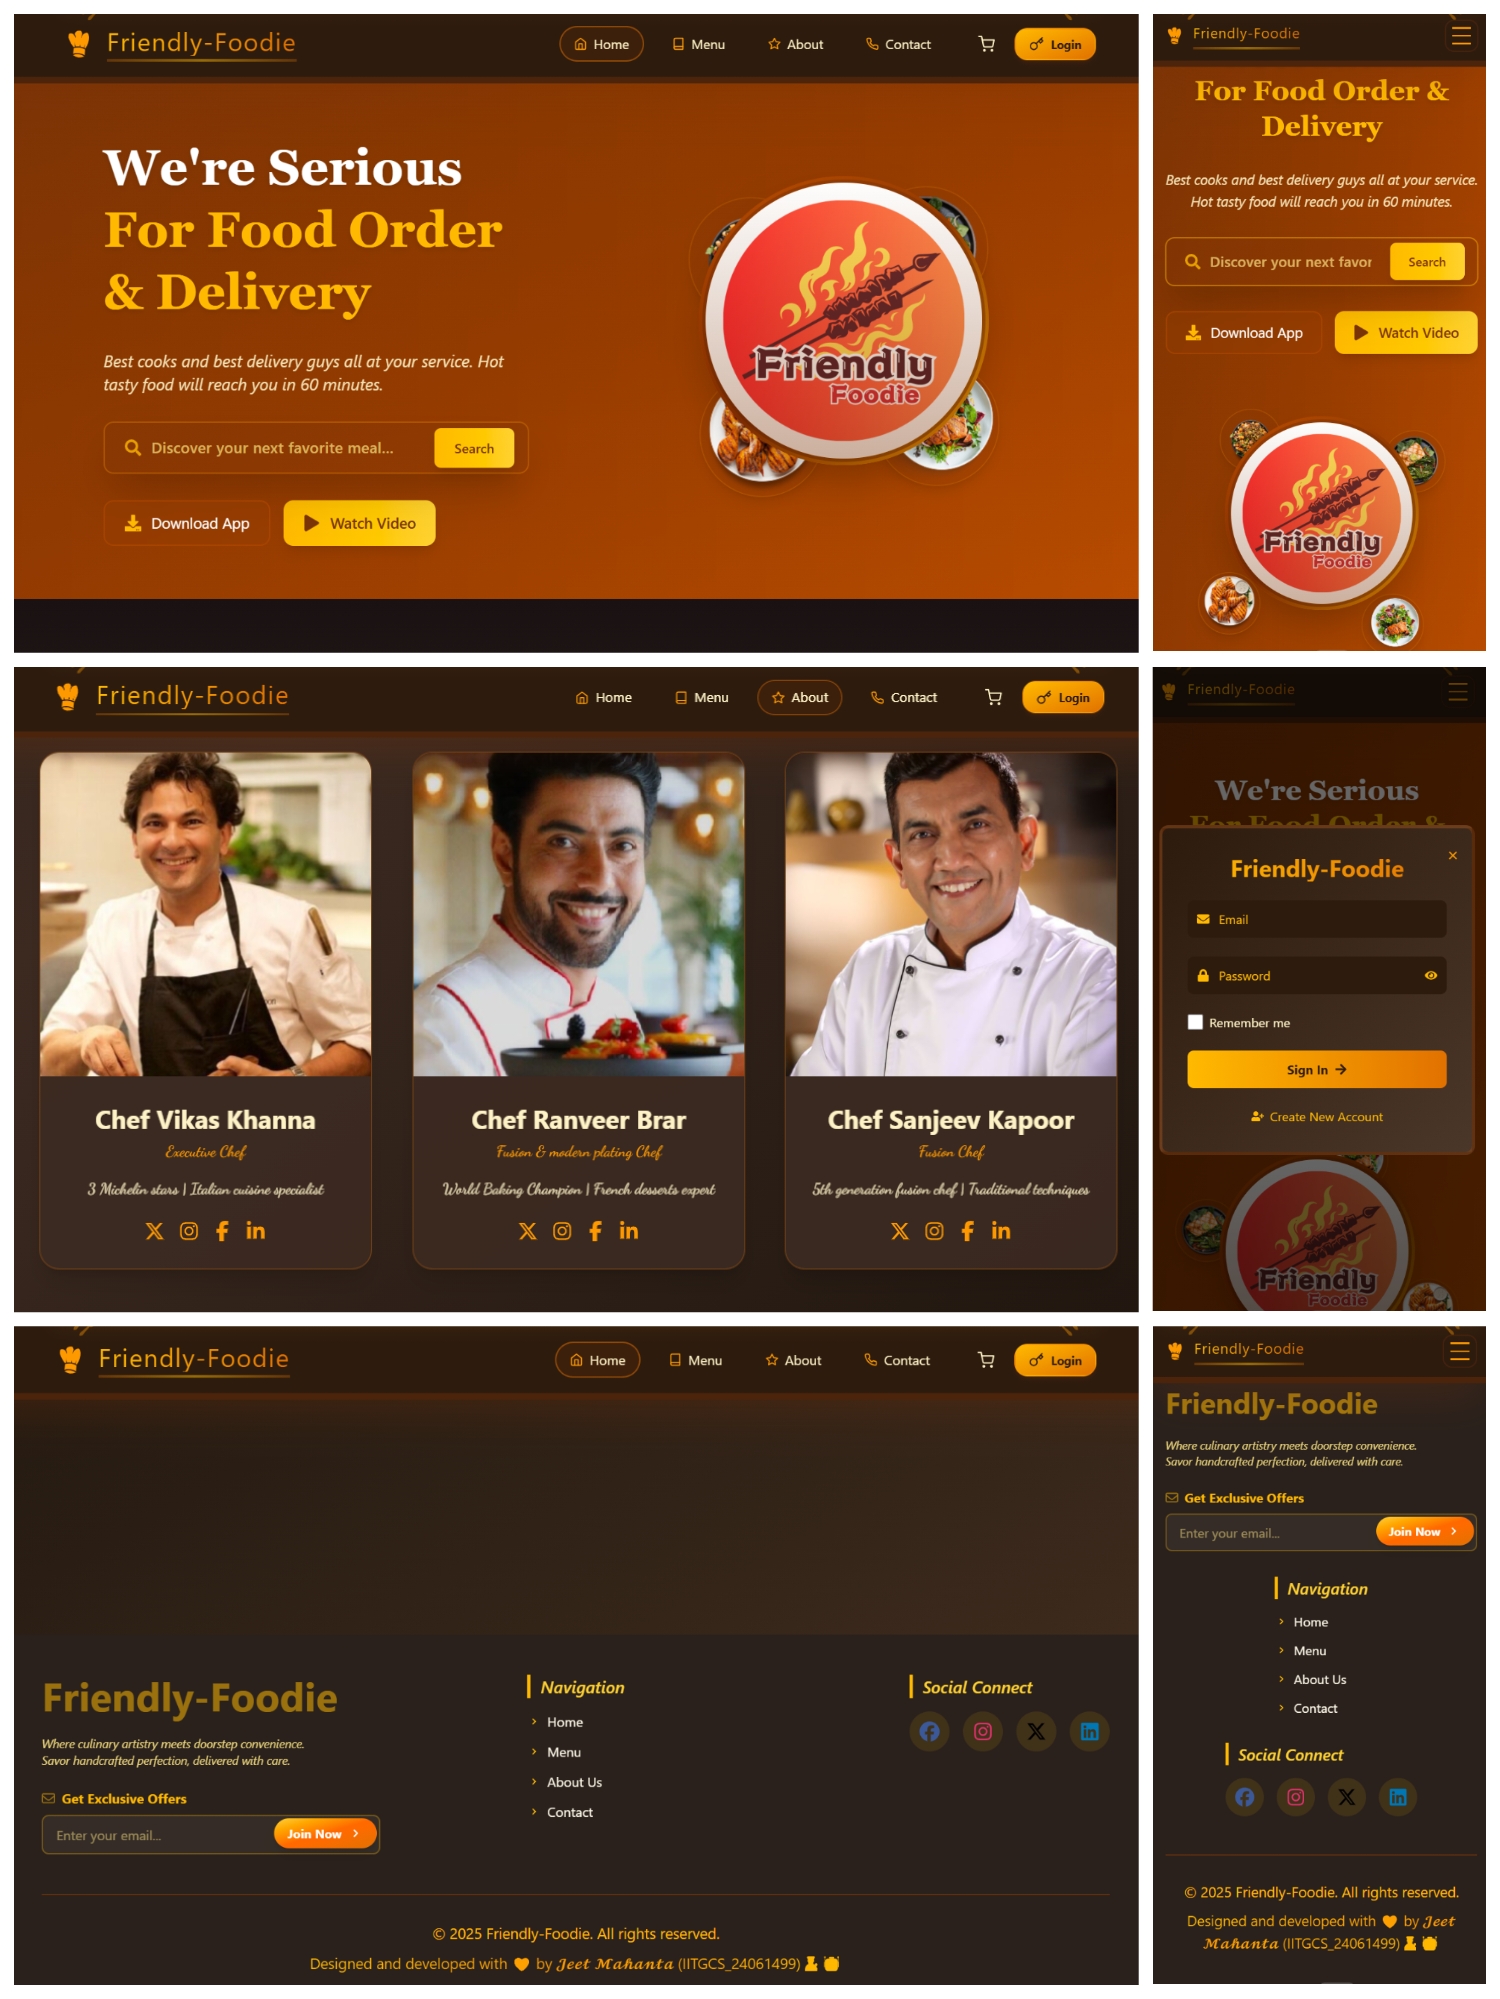 Friendly-Foodie
Home
Menu
About
Contact
Login
We're Serious
For Food Order
& Delivery
Best cooks and best delivery guys all at your service. Hot
tasty food will reach you in 60 minutes.
Discover your next favorite meal...
Search
Download App
Watch Video
Friendly
Foodie
Friendly-Foodie
For Food Order &
Delivery
Best cooks and best delivery guys all at your service.
Hot tasty food will reach you in 60 minutes.
Discover your next favor
Search
Download App
Watch Video
Friendly
Foodie
Friendly-Foodie
Home
Menu
About
Contact
Login
Chef Vikas Khanna
Executive Chef
3 Michelin stars | Italian cuisine specialist
Chef Ranveer Brar
Fusion & modern plating Chef
World Baking Champion | French desserts expert
Chef Sanjeev Kapoor
Fusion Chef
5th generation fusion chef | Traditional techniques
Friendly-Foodie
We're Serious
For Food Order &
Friendly-Foodie
Email
Password
Remember me
Sign In
Create New Account
Friendly
Foodie
Friendly-Foodie
Home
Menu
About
Contact
Login
Friendly-Foodie
Where culinary artistry meets doorstep convenience.
Savor handcrafted perfection, delivered with care.
Get Exclusive Offers
Enter your email...
Join Now
Navigation
Home
Menu
About Us
Contact
Social Connect
© 2025 Friendly-Foodie. All rights reserved.
Designed and developed with by Jeet Mahanta (IITGCS_24061499)
Friendly-Foodie
Friendly-Foodie
Where culinary artistry meets doorstep convenience.
Savor handcrafted perfection, delivered with care.
Get Exclusive Offers
Enter your email...
Join Now
Navigation
Home
Menu
About Us
Contact
Social Connect
© 2025 Friendly-Foodie. All rights reserved.
Designed and developed with by Jeet
Mahanta (IITGCS_24061499)